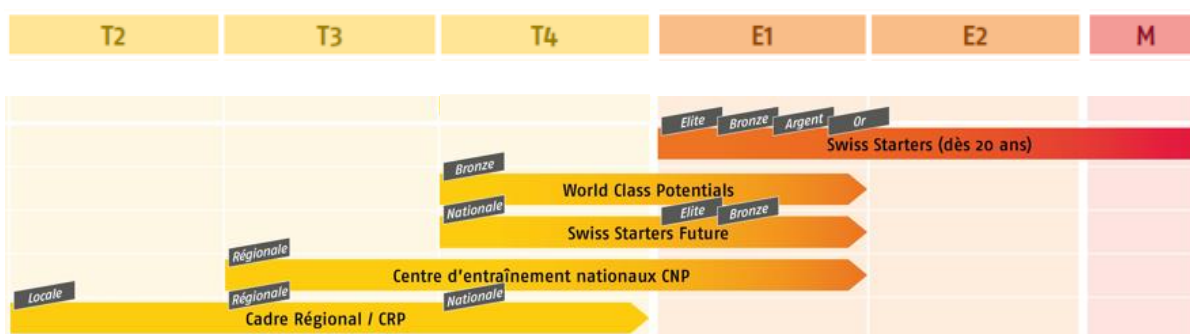 T2 T3 T4 E1 E2 M
Elite Bronze Argent Or
Swiss Starters (dès 20 ans)
Bronze
World Class Potentials
Nationale Elite Bronze
Swiss Starters Future
Régionale
Centre d'entraînement nationaux CNP
Locale Régionale Nationale
Cadre Régional / CRP